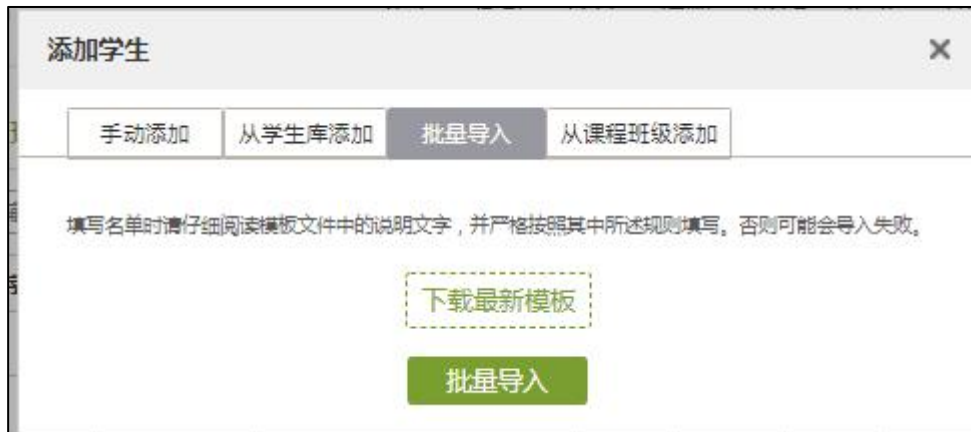 添加学生
手动添加 从学生库添加 批量导入 从课程班级添加
填写名单时请仔细阅读模板文件中的说明文字，并严格按照其中所述规则填写。否则可能会导入失败。
下载最新模板
批量导入